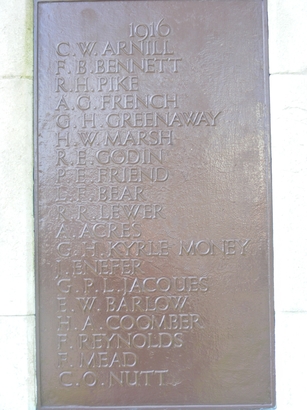 1916
C. W. ARNILL
F. B. BENNETT
R. H. PIKE
A. O. FRENCH
G. H. GREENAWAY
H. W. MARSH
R. E. GODIN
P. E. FRIEND
F. BEAR
R. R. LEWER
A. ACRES
G. H. KYRLE MONEY
ENEFER
G. P. L. JACQUES
W. BARLOW
H. A. COOMBER
F. REYNOLDS
MEAD
C. O. NUTT